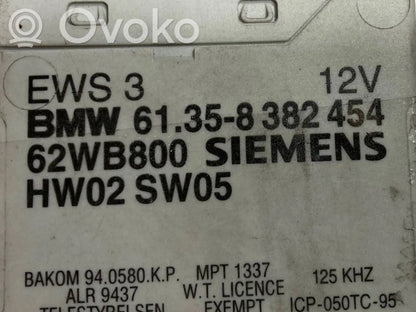 Ovoko
EWS 3 12V
BMW 61.35-8 382 454
62WB800 SIEMENS
HW02 SW05
BAKOM 94.0580.K.P. MPT 1337 125 KHZ
ALR 9437 W.T. LICENCE
TELESTYRELSEN EXEMPT ICP-050TC-95